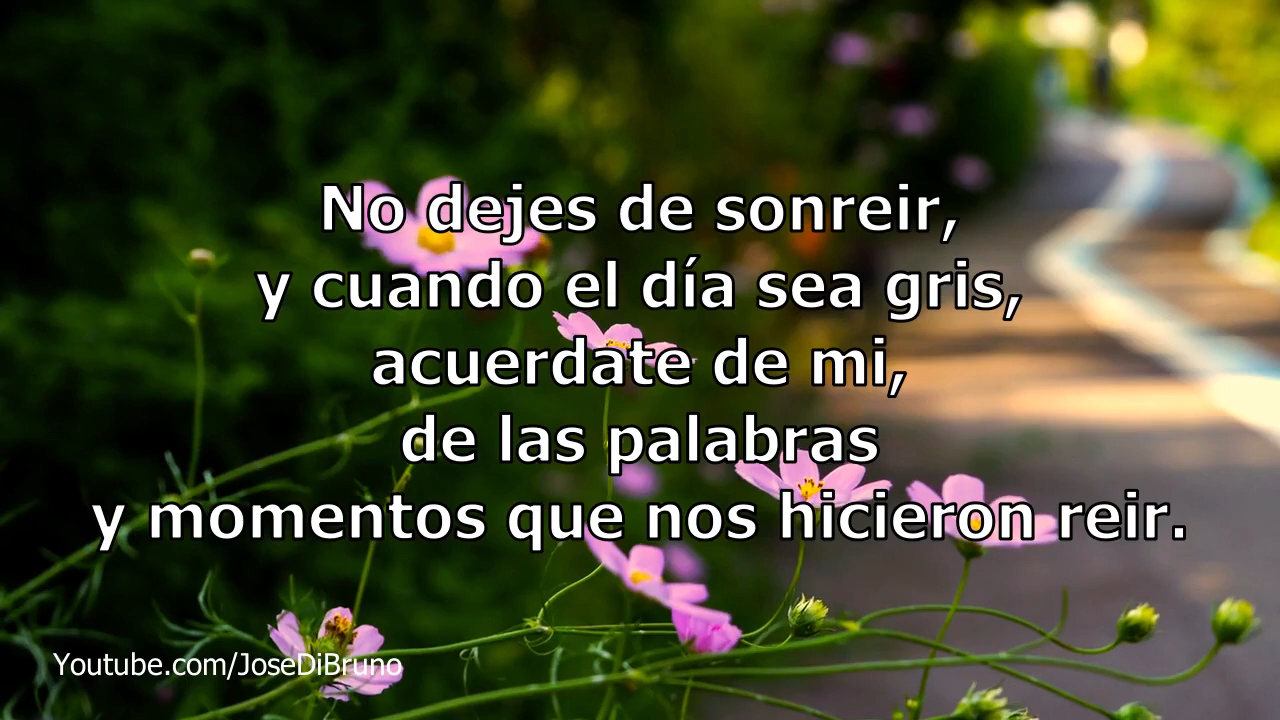 No dejes de sonreir,
y cuando el día sea gris,
acuerdate de mi,
de las palabras
y momentos que nos hicieron reir.
Youtube.com/JoseDiBruno